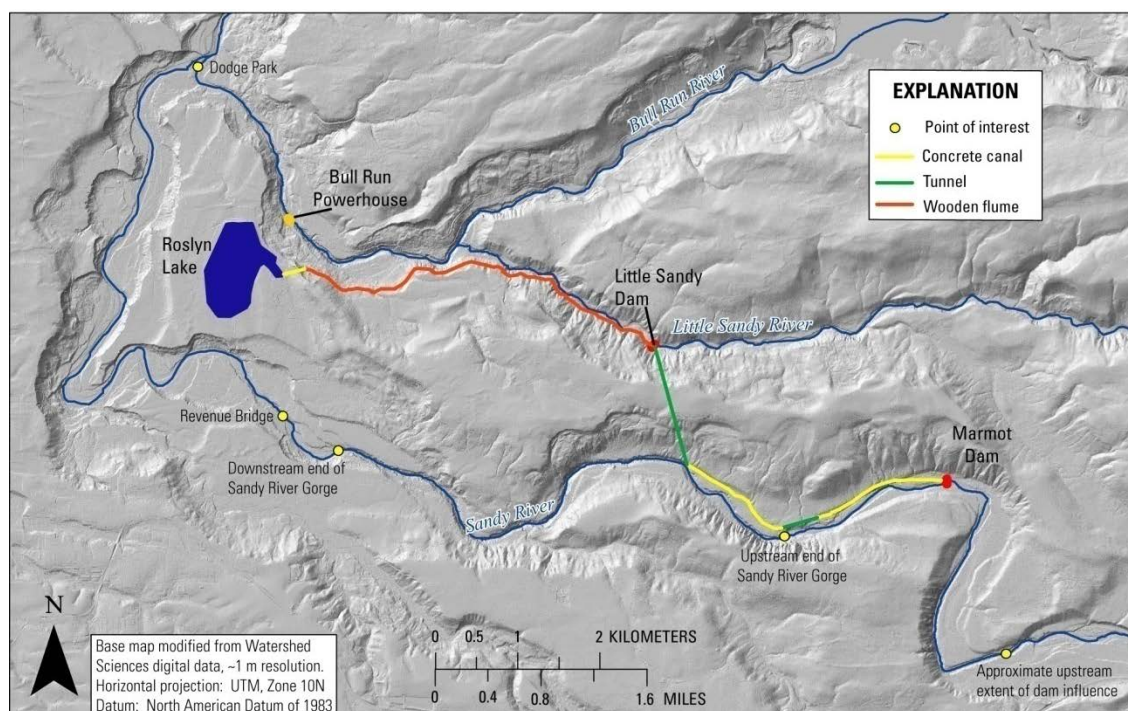 Dodge Park
Bull Run River
EXPLANATION
Point of interest
Concrete canal
Tunnel
Wooden flume
Bull Run
Powerhouse
Roslyn
Lake
Little Sandy
Dam
Little Sandy River
Revenue Bridge
Downstream end of
Sandy River Gorge
Sandy River
Marmot
Dam
Upstream end of
Sandy River Gorge
Approximate upstream
extent of dam influence
N
Base map modified from Watershed
Sciences digital data, ~1 m resolution.
Horizontal projection: UTM, Zone 10N
Datum: North American Datum of 1983
0 0.5 1 2 KILOMETERS
0 0.4 0.8 1.6 MILES